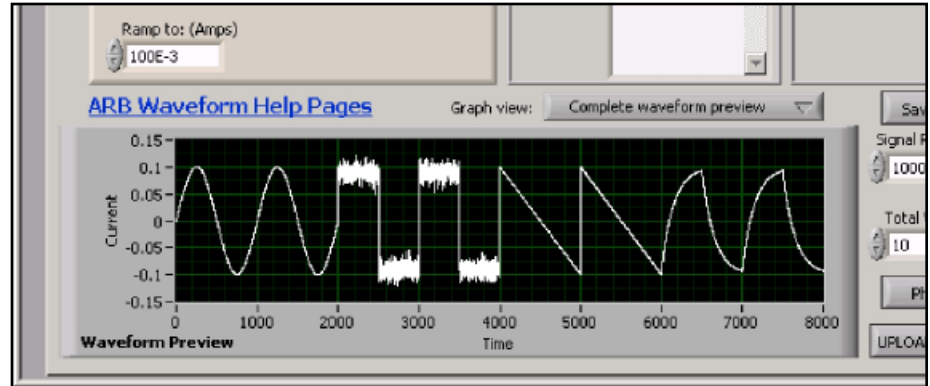 Ramp to: (Amps)
100E-3
ARB Waveform Help Pages
Graph view:
Complete waveform preview
Sav
Signal
1000
Total
10
UPLOA
0.15
0.1
0.05
0
-0.05
-0.1
-0.15
Current
0 1000 2000 3000 4000 5000 6000 7000 8000
Time
Waveform Preview